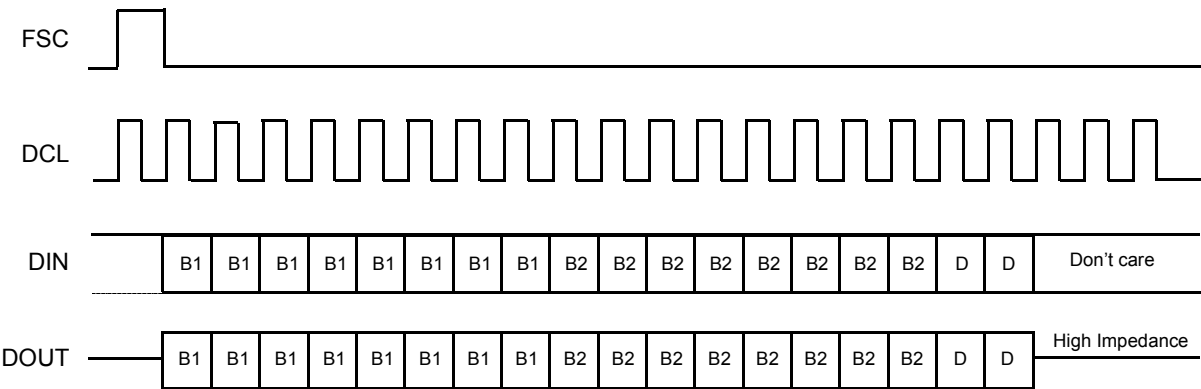 FSC
DCL
DIN B1 B1 B1 B1 B1 B1 B1 B1 B2 B2 B2 B2 B2 B2 B2 B2 D D Don't care
DOUT B1 B1 B1 B1 B1 B1 B1 B1 B2 B2 B2 B2 B2 B2 B2 B2 D D High Impedance